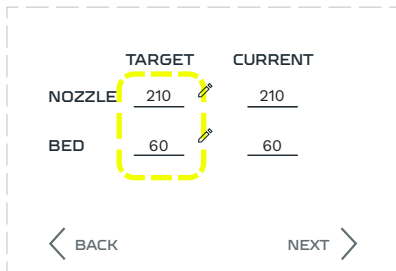 TARGET CURRENT
NOZZLE 210 210
BED 60 60
BACK NEXT